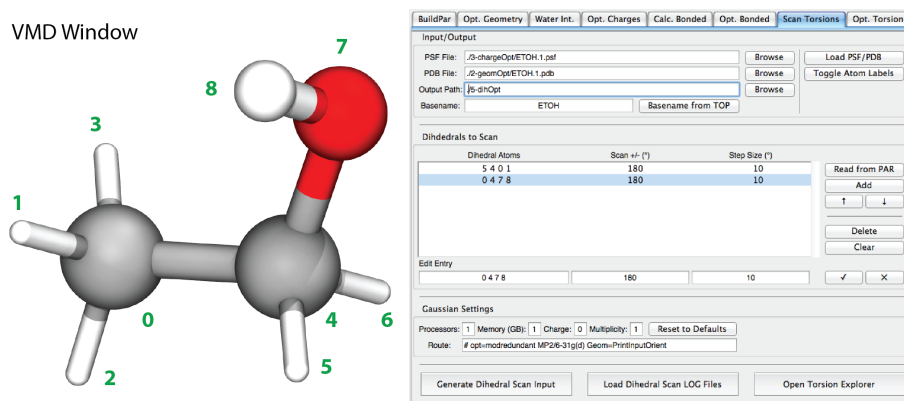 VMD Window
7
8
3
1
0
4
6
5
2
BuildPar Opt. Geometry Water Int. Opt. Charges Calc. Bonded Opt. Bonded Scan Torsions Opt. Torsion
Input/Output
PSF File: ./3-chargeOpt/ETOH.1.psf Browse Load PSF/PDB
PDB File: ./2-geomOpt/ETOH.1.pdb Browse Toggle Atom Labels
Output Path: ./5-dihOpt Browse
Basename: ETOH Basename from TOP
Dihdedrals to Scan
Dihedral Atoms Scan +/- (°) Step Size (°)
5 4 0 1 180 10 Read from PAR
0 4 7 8 180 10 Add
↑ ↓
Delete
Clear
Edit Entry
0 4 7 8 180 10 ✓ ✕
Gaussian Settings
Processors: 1 Memory (GB): 1 Charge: 0 Multiplicity: 1 Reset to Defaults
Route: # opt=modredundant MP2/6-31g(d) Geom=PrintInputOrient
Generate Dihedral Scan Input Load Dihedral Scan LOG Files Open Torsion Explorer